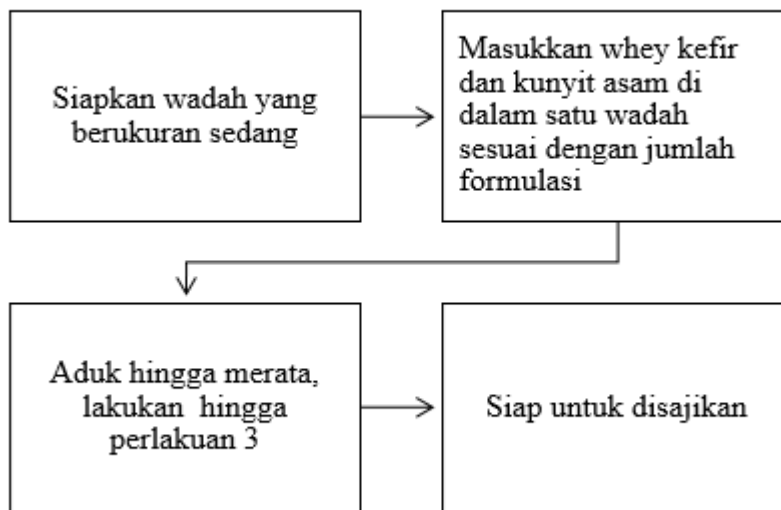 Siapkan wadah yang
berukuran sedang
Masukkan whey kefir
dan kunyit asam di
dalam satu wadah
sesuai dengan jumlah
formulasi
Aduk hingga merata,
lakukan hingga
perlakuan 3
Siap untuk disajikan